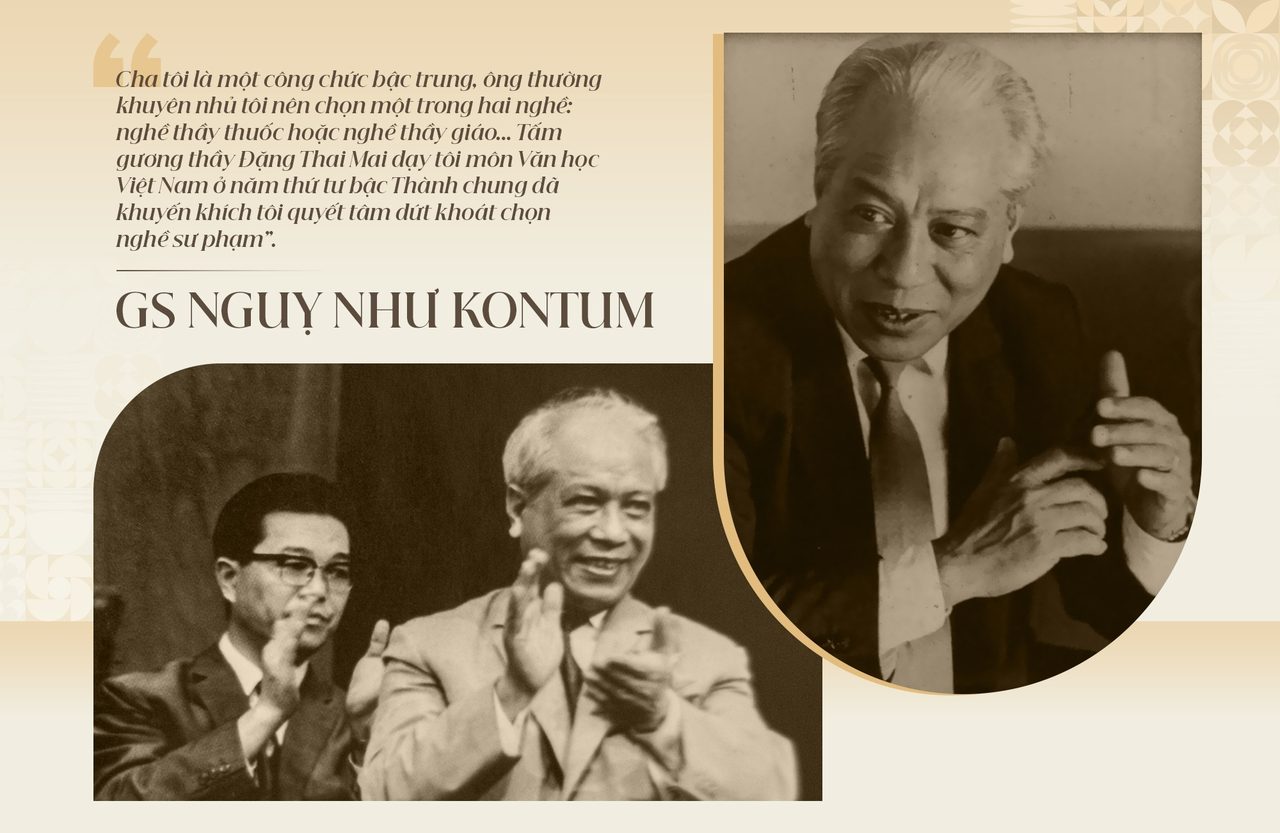 “
Cha tôi là một công chức bậc trung, ông thường
khuyên nhủ tôi nên chọn một trong hai nghề:
nghề thầy thuốc hoặc nghề thầy giáo... Tấm
gương thầy Đặng Thai Mai dạy tôi môn Văn học
Việt Nam ở năm thứ tư bậc Thành chung đã
khuyến khích tôi quyết tâm dứt khoát chọn
nghề sư phạm”.
GS NGUỴ NHƯ KONTUM